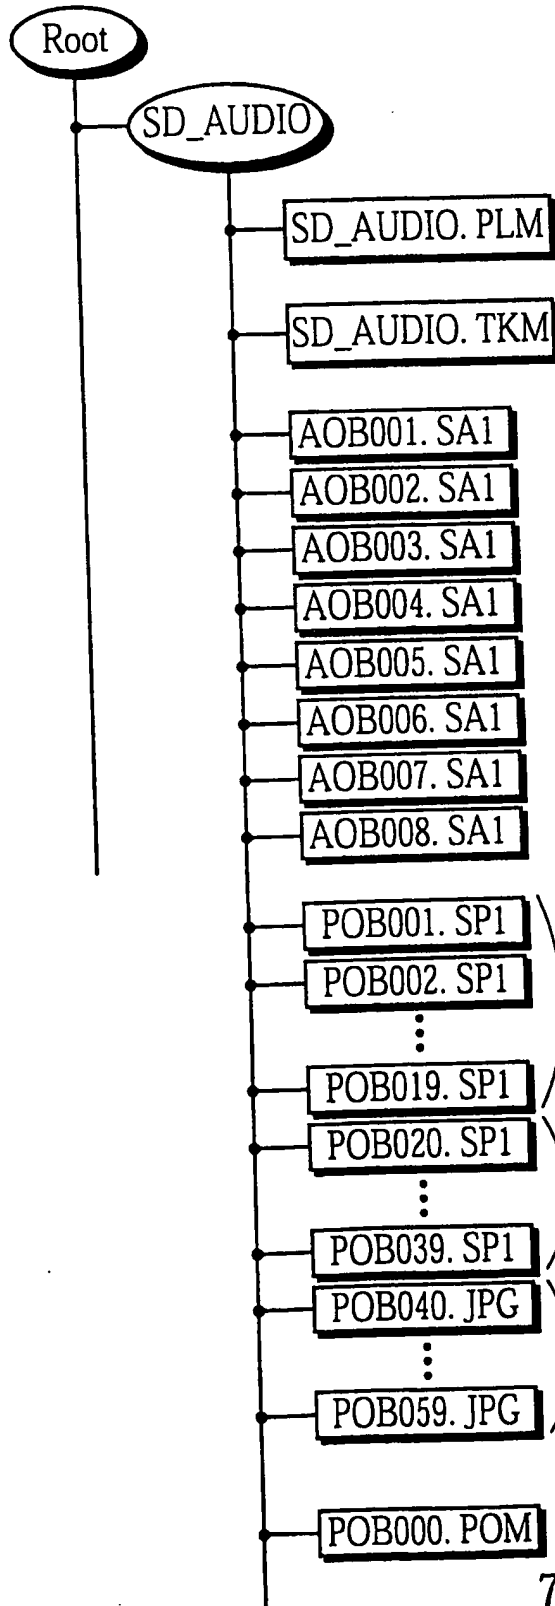 Root
SD_AUDIO
SD_AUDIO. PLM
SD_AUDIO. TKM
AOB001. SA1
AOB002. SA1
AOB003. SA1
AOB004. SA1
AOB005. SA1
AOB006. SA1
AOB007. SA1
AOB008. SA1
POB001. SP1
POB002. SP1
POB019. SP1
POB020. SP1
POB039. SP1
POB040. JPG
POB059. JPG
POB000. POM
7